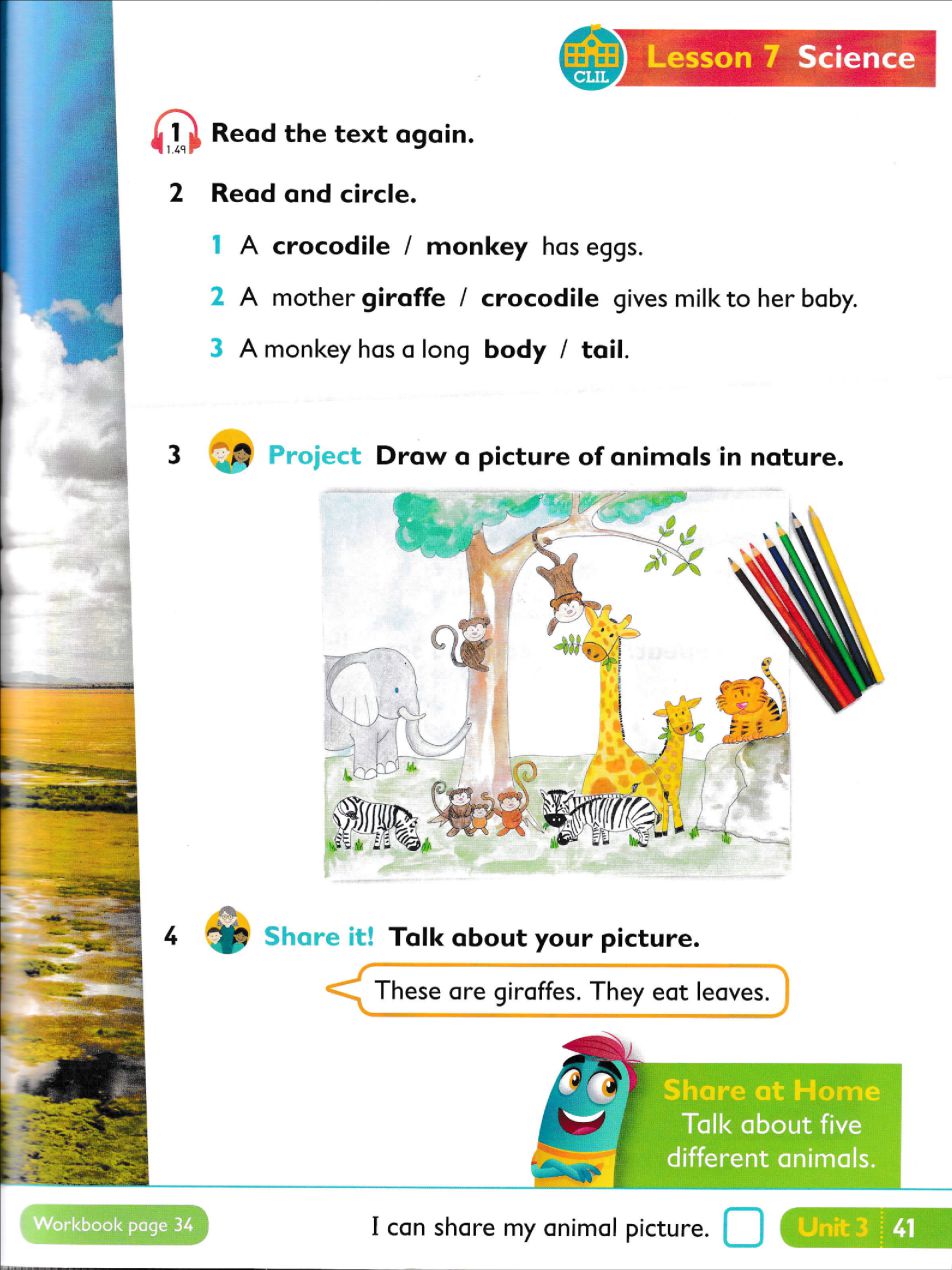 CLIL
Lesson 7 Science
1 Read the text again.
1.49
2 Read and circle.
1 A crocodile / monkey has eggs.
2 A mother giraffe / crocodile gives milk to her baby.
3 A monkey has a long body / tail.
3 Project Draw a picture of animals in nature.
4 Share it! Talk about your picture.
These are giraffes. They eat leaves.
Share at Home
Talk about five
different animals.
Workbook page 34
I can share my animal picture.
Unit 3 41